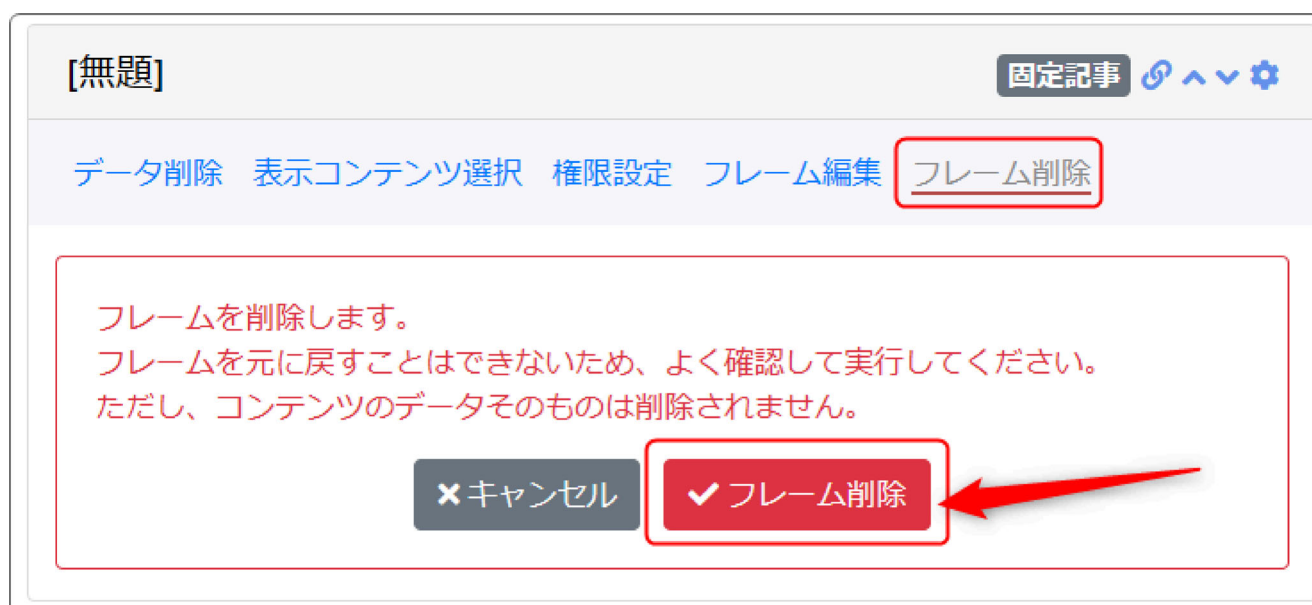 [無題] 固定記事
データ削除 表示コンテンツ選択 権限設定 フレーム編集 フレーム削除
フレームを削除します。
フレームを元に戻すことはできないため、よく確認して実行してください。
ただし、コンテンツのデータそのものは削除されません。
キャンセル フレーム削除